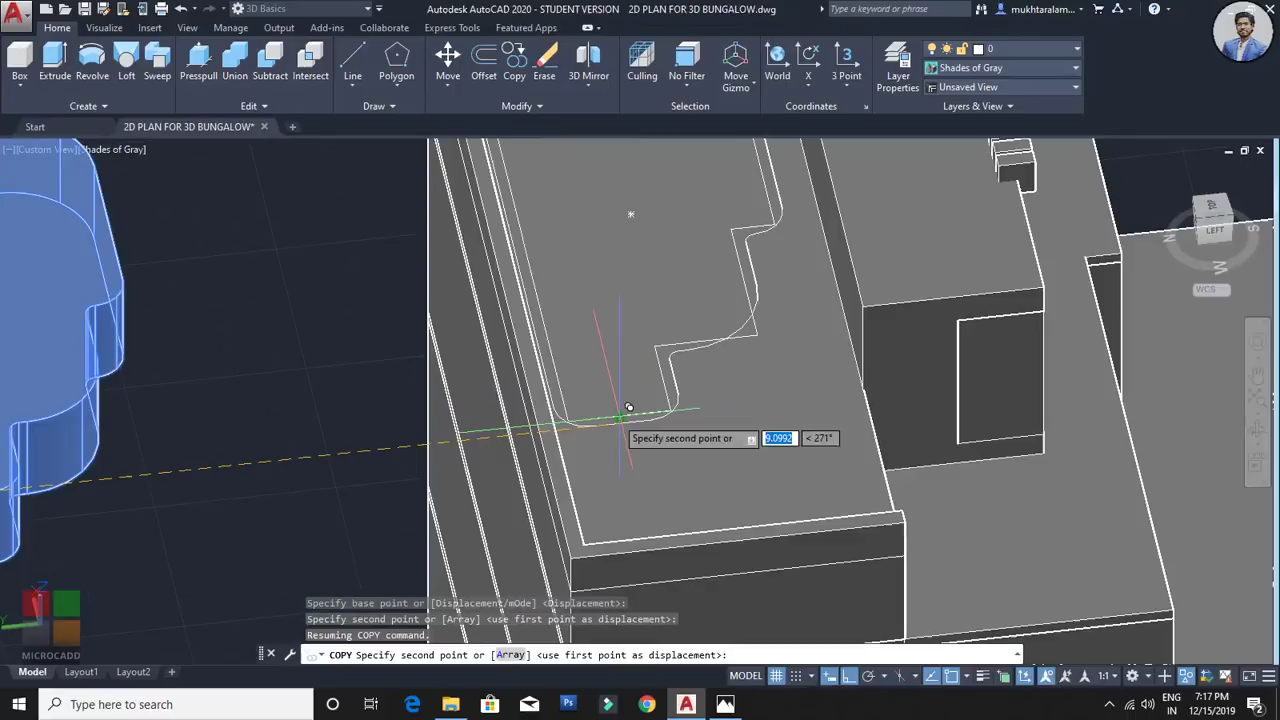 3D Basics
Autodesk AutoCAD 2020 - STUDENT VERSION 2D PLAN FOR 3D BUNGALOW.dwg
Type a keyword or phrase
mukhtaralam...
Home Visualize Insert View Manage Output Add-ins Collaborate Express Tools Featured Apps
Box Extrude Revolve Loft Sweep Presspull Union Subtract Intersect Line Polygon Move Offset Copy Erase 3D Mirror Culling No Filter Move Gizmo World X 3 Point Layer Properties
0
Shades of Gray
Unsaved View
Create Edit Draw Modify Selection Coordinates Layers & View
Start 2D PLAN FOR 3D BUNGALOW*
[−][Custom View][Shades of Gray]
LEFT
N S
W
WCS
Specify second point or 9.0992 < 271°
Specify base point or [Displacement/mOde] <Displacement>:
Specify second point or [Array] <use first point as displacement>:
Resuming COPY command.
COPY Specify second point or [Array] <use first point as displacement>:
MICROCADD
Model Layout1 Layout2 +
MODEL 1:1
Type here to search
ENG 7:17 PM
IN 12/15/2019
2